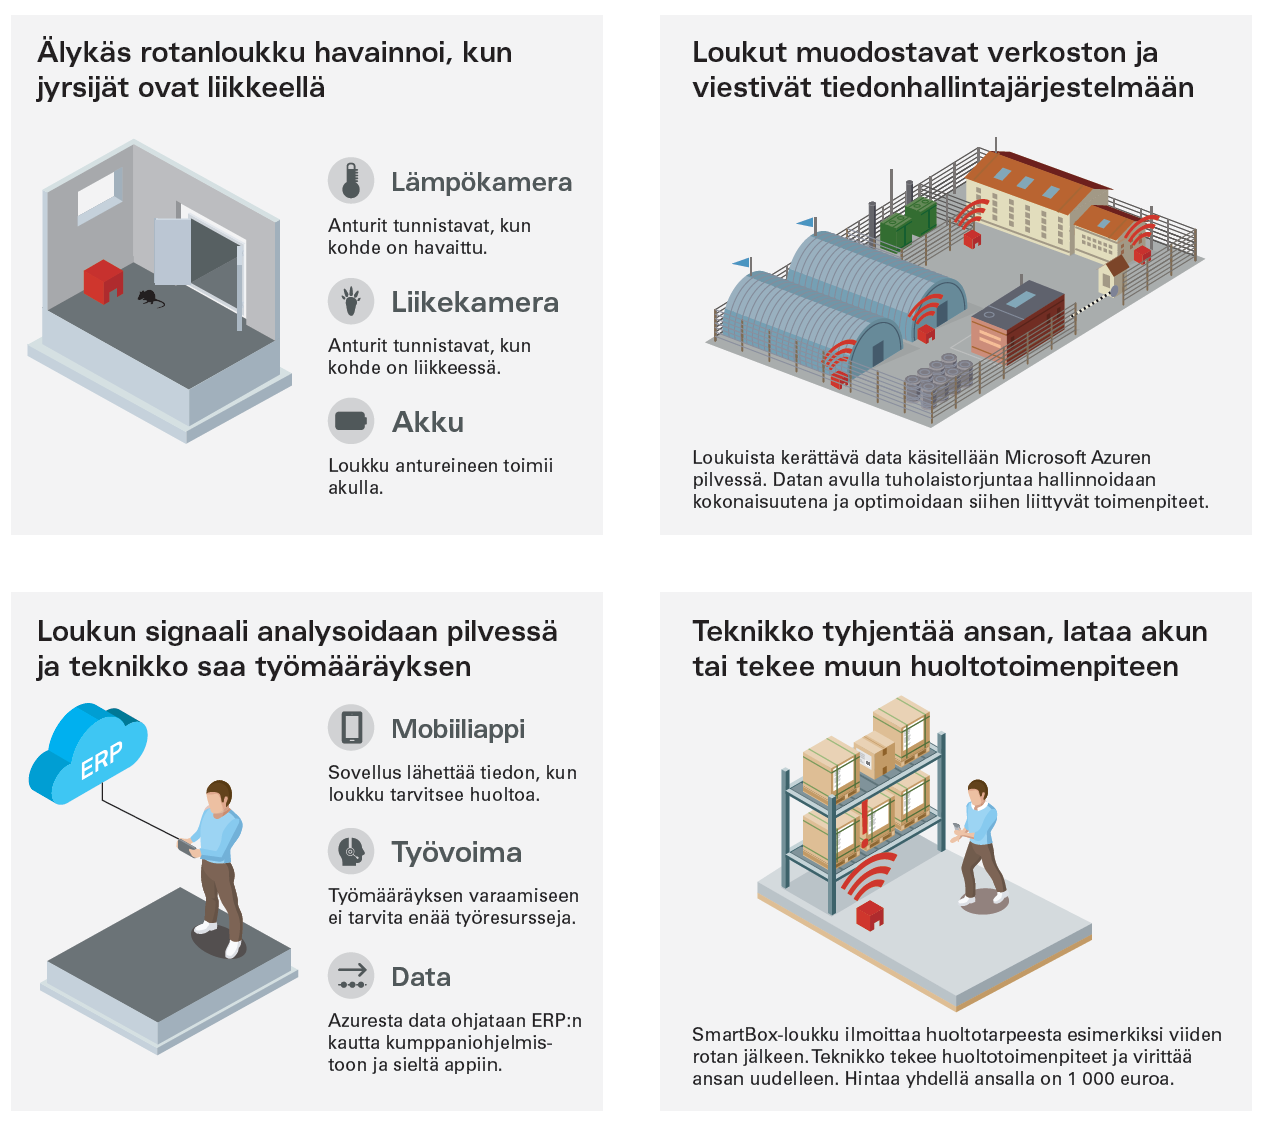 Älykäs rotanloukku havainnoi, kun
jyrsijät ovat liikkeellä
Lämpökamera
Anturit tunnistavat, kun
kohde on havaittu.
Liikekamera
Anturit tunnistavat, kun
kohde on liikkeessä.
Akku
Loukku antureineen toimii
akulla.
Loukut muodostavat verkoston ja
viestivät tiedonhallintajärjestelmään
Loukuista kerättävä data käsitellään Microsoft Azuren
pilvessä. Datan avulla tuholaistorjuntaa hallinnoidaan
kokonaisuutena ja optimoidaan siihen liittyvät toimenpiteet.
Loukun signaali analysoidaan pilvessä
ja teknikko saa työmääräyksen
ERP
Mobiiliappi
Sovellus lähettää tiedon, kun
loukku tarvitsee huoltoa.
Työvoima
Työmääräyksen varaamiseen
ei tarvita enää työresursseja.
Data
Azuresta data ohjataan ERP:n
kautta kumppaniohjelmis-
toon ja sieltä appiin.
Teknikko tyhjentää ansan, lataa akun
tai tekee muun huoltotoimenpiteen
SmartBox-loukku ilmoittaa huoltotarpeesta esimerkiksi viiden
rotan jälkeen. Teknikko tekee huoltotoimenpiteet ja virittää
ansan uudelleen. Hintaa yhdellä ansalla on 1 000 euroa.